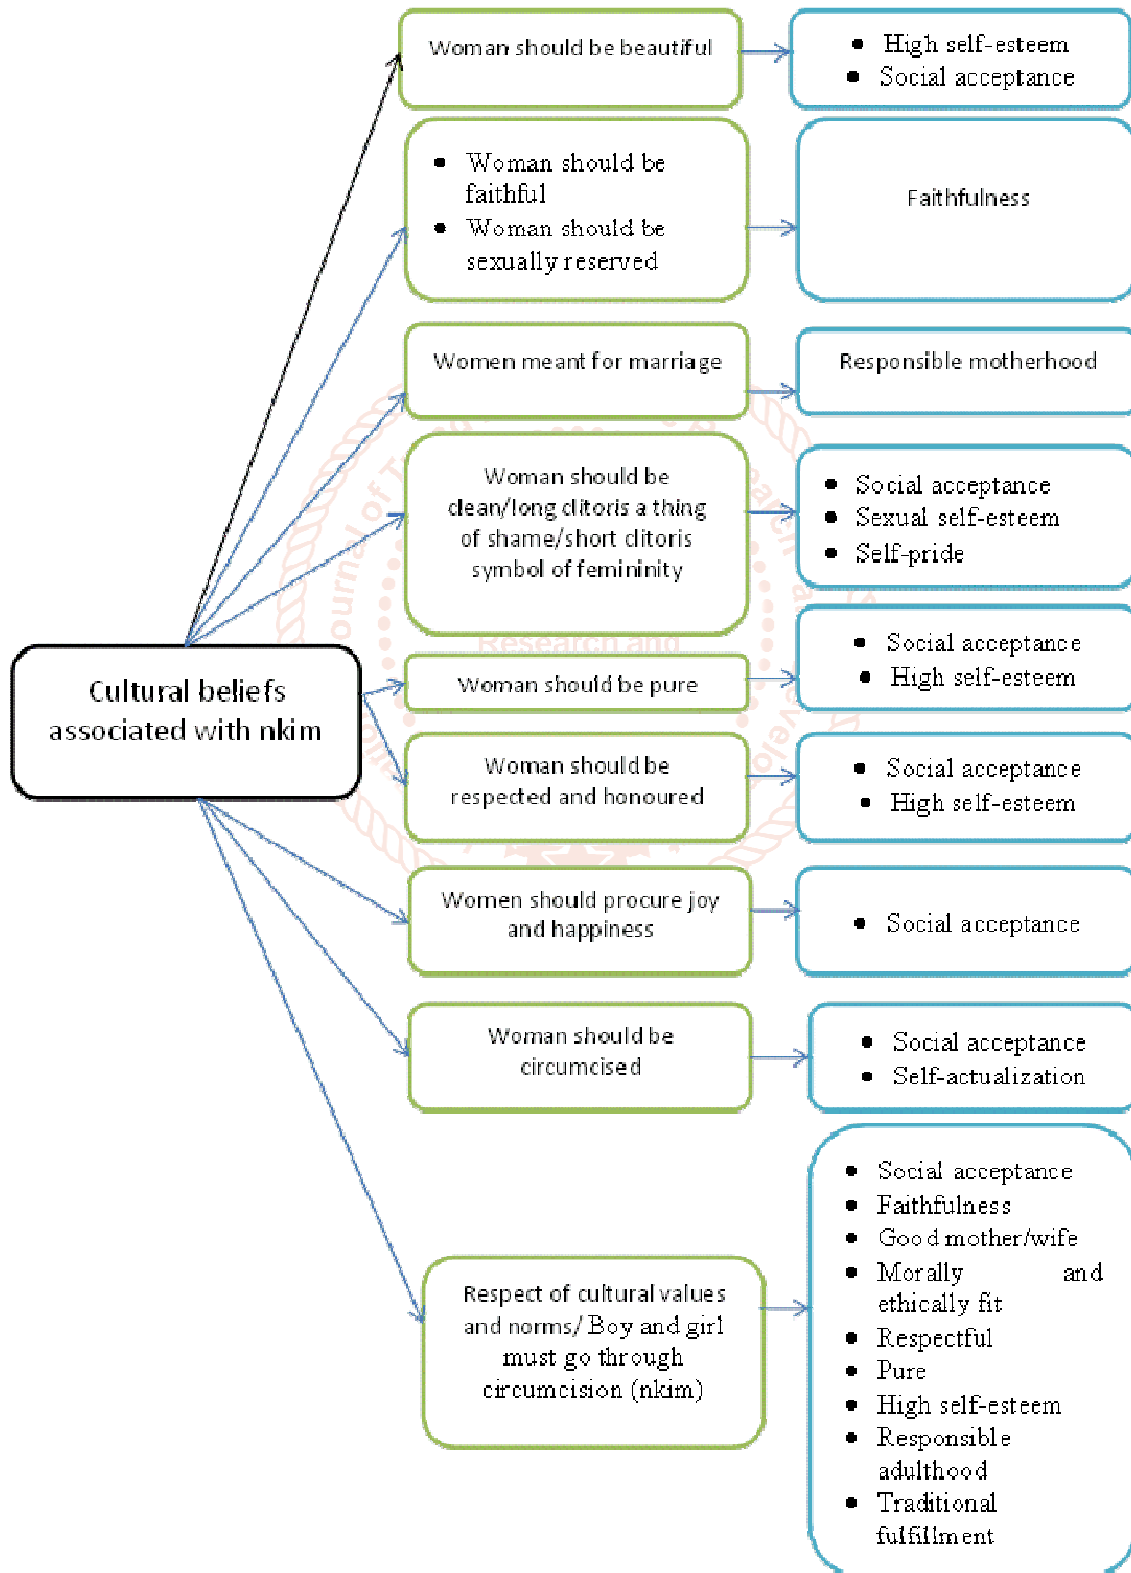 Woman should be beautiful
• High self-esteem
• Social acceptance
• Woman should be
faithful
• Woman should be
sexually reserved
Faithfulness
Women meant for marriage
Responsible motherhood
Woman should be
clean/long clitoris a thing
of shame/short clitoris
symbol of femininity
• Social acceptance
• Sexual self-esteem
• Self-pride
Cultural beliefs
associated with nkim
Woman should be pure
• Social acceptance
• High self-esteem
Woman should be
respected and honoured
• Social acceptance
• High self-esteem
Women should procure joy
and happiness
• Social acceptance
Woman should be
circumcised
• Social acceptance
• Self-actualization
Respect of cultural values
and norms/ Boy and girl
must go through
circumcision (nkim)
• Social acceptance
• Faithfulness
• Good mother/wife
• Morally and
ethically fit
• Respectful
• Pure
• High self-esteem
• Responsible
adulthood
• Traditional
fulfillment
Research and